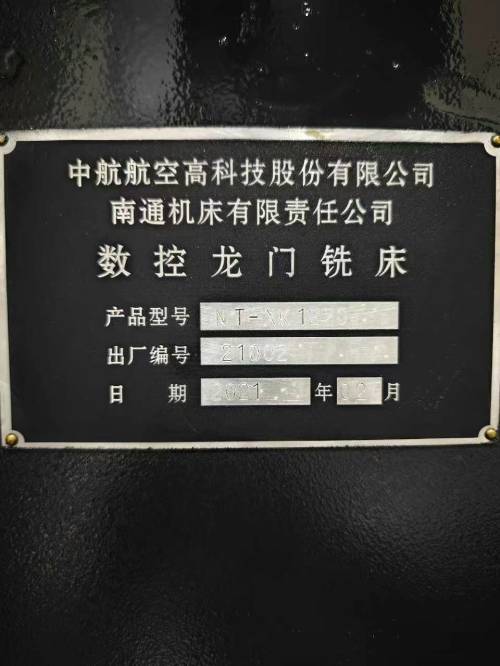 中航航空高科技股份有限公司
南通机床有限责任公司
数控龙门铣床
产品型号
出厂编号 21002
日期 2021 年 12 月